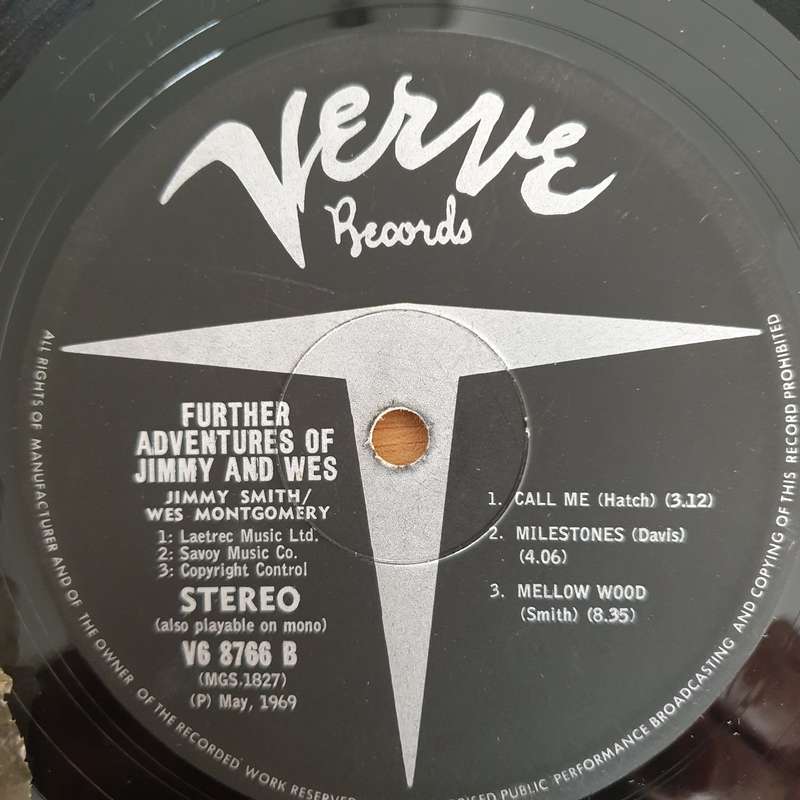 Verve
Records
FURTHER
ADVENTURES OF
JIMMY AND WES
JIMMY SMITH/
WES MONTGOMERY
1: Laetrec Music Ltd.
2: Savoy Music Co.
3: Copyright Control
STEREO
(also playable on mono)
V6 8766 B
(MGS.1827)
(P) May, 1969
1. CALL ME (Hatch) (3.12)
2. MILESTONES (Davis)
(4.06)
3. MELLOW WOOD
(Smith) (8.35)
ALL RIGHTS OF MANUFACTURER AND OF THE OWNER OF THE RECORDED WORK RESERVED
PUBLIC PERFORMANCE BROADCASTING AND COPYING OF THIS RECORD PROHIBITED